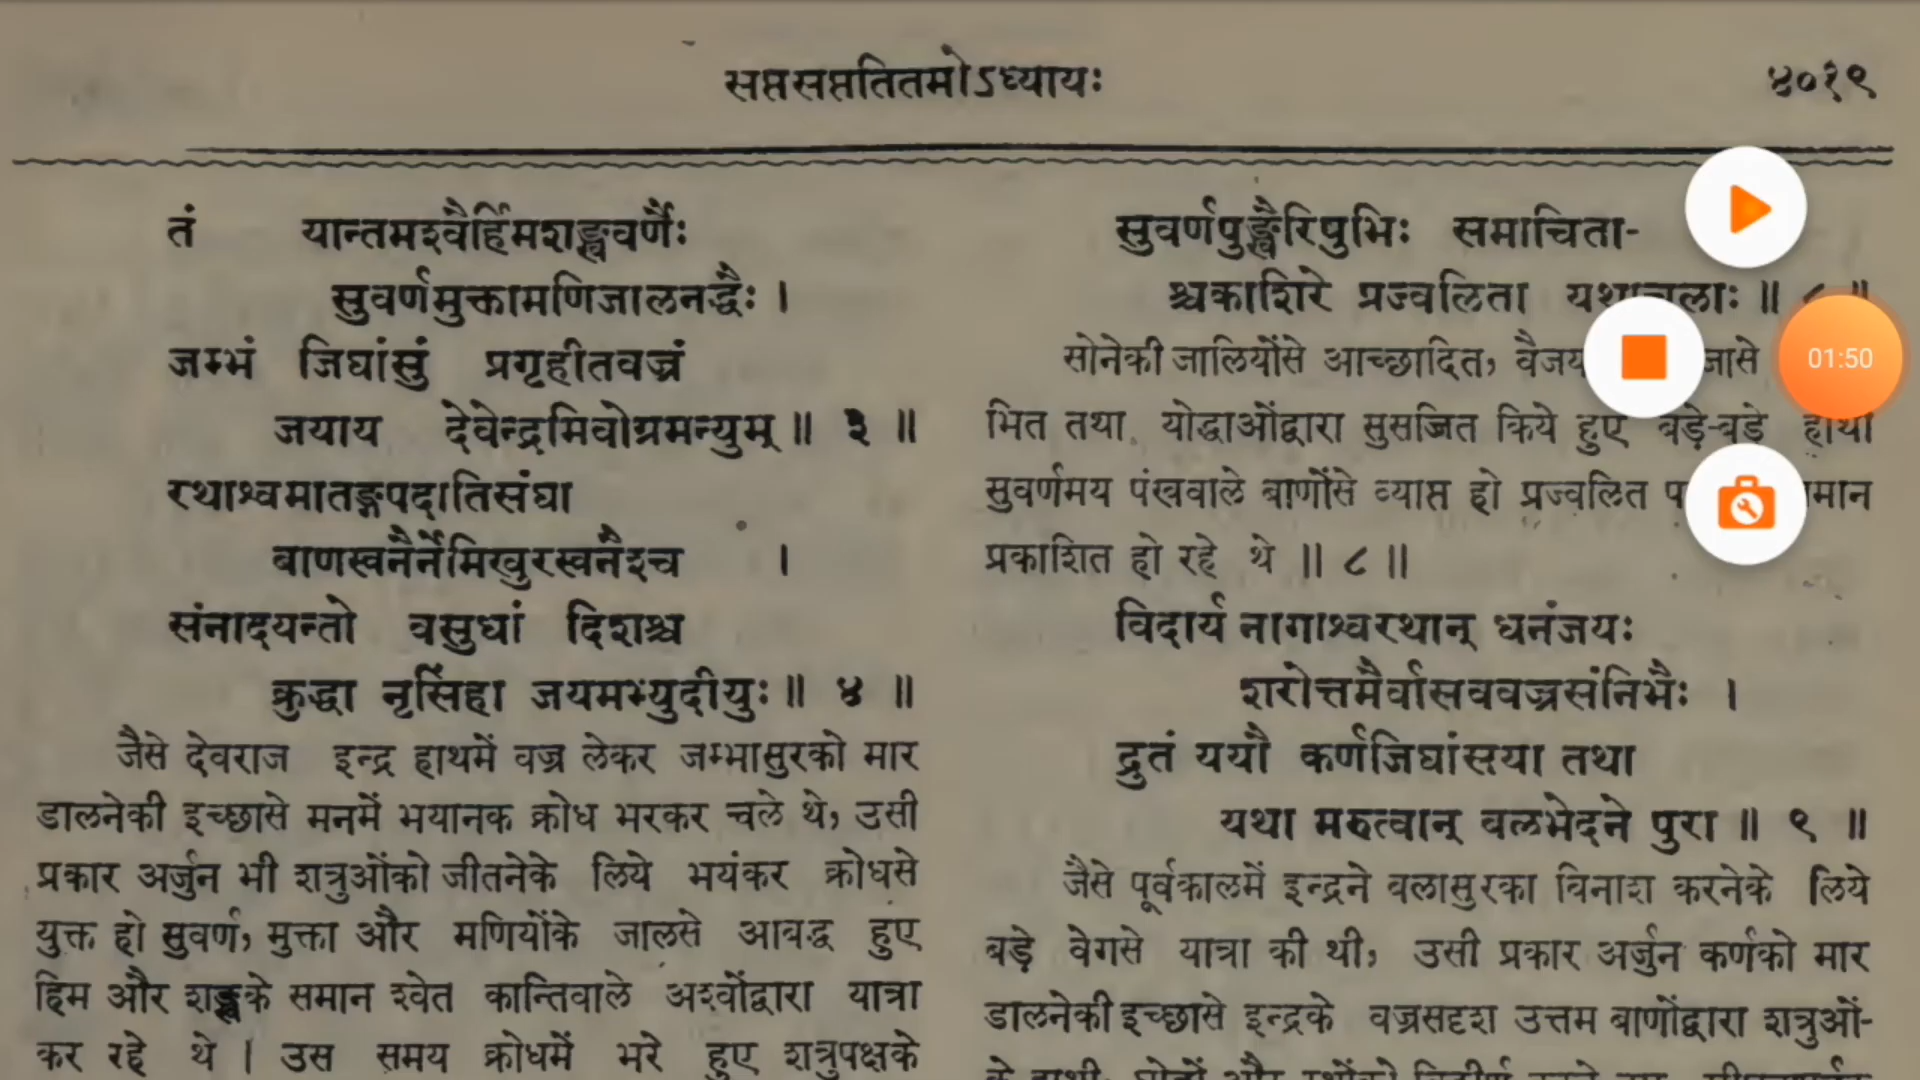 सप्तसप्ततितमोऽध्यायः
४०१९
तं यान्तमश्वैर्हिमशङ्खवर्णैः
सुवर्णमुक्तामणिजालनद्धैः ।
जम्भं जिघांसुं प्रगृहीतवज्रं
जयाय देवेन्द्रमिवोग्रमन्युम् ॥ ३ ॥
रथाश्वमातङ्गपदातिसंघा
बाणस्वनैर्नेमिखुरस्वनैश्च ।
संनादयन्तो वसुधां दिशश्च
क्रुद्धा नृसिंहा जयमभ्युदीयुः ॥ ४ ॥
जैसे देवराज इन्द्र हाथमें वज्र लेकर जम्भासुरको मार
डालनेकी इच्छासे मनमें भयानक क्रोध भरकर चले थे, उसी
प्रकार अर्जुन भी शत्रुओंको जीतनेके लिये भयंकर क्रोधसे
युक्त हो सुवर्ण, मुक्ता और मणियोंके जालसे आबद्ध हुए
हिम और शङ्खके समान श्वेत कान्तिवाले अश्वोंद्वारा यात्रा
कर रहे थे । उस समय क्रोधमें भरे हुए शत्रुपक्षके
सुवर्णपुङ्खैरिषुभिः समाचिता-
श्चकाशिरे प्रज्वलिता यथाचलाः ॥ ८ ॥
सोनेकी जालियोंसे आच्छादित, जासे
भित तथा योद्धाओंद्वारा सुसज्जित किये हुए बड़े-बड़े हाथी
सुवर्णमय पंखवाले बाणोंसे व्याप्त हो प्रज्वलित मान
प्रकाशित हो रहे थे ॥ ८ ॥
विदार्य नागाश्वरथान् धनंजयः
शरोत्तमैर्वासववज्रसंनिभैः ।
द्रुतं ययौ कर्णजिघांसया तथा
यथा मरुत्वान् बलभेदने पुरा ॥ ९ ॥
जैसे पूर्वकालमें इन्द्रने बलासुरका विनाश करनेके लिये
बड़े वेगसे यात्रा की थी, उसी प्रकार अर्जुन कर्णको मार
डालनेकी इच्छासे इन्द्रके वज्रसदृश उत्तम बाणोंद्वारा शत्रुओं-
01:50